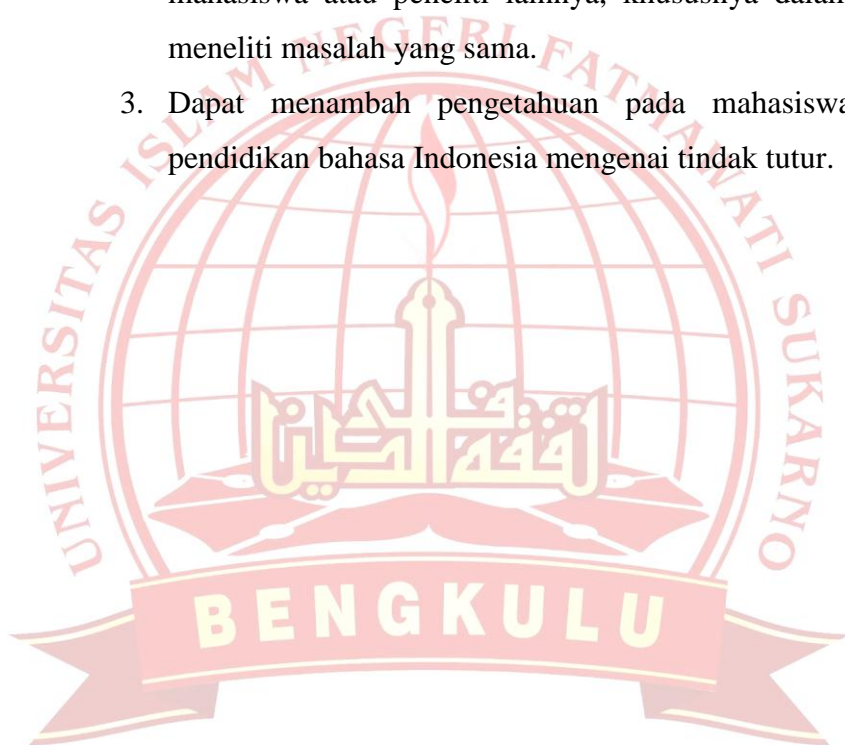 mahasiswa atau peneliti lainnya, khususnya dalam
meneliti masalah yang sama.
3. Dapat menambah pengetahuan pada mahasiswa
pendidikan bahasa Indonesia mengenai tindak tutur.
UNIVERSITAS ISLAM NEGERI FATMAWATI SUKARNO
BENGKULU